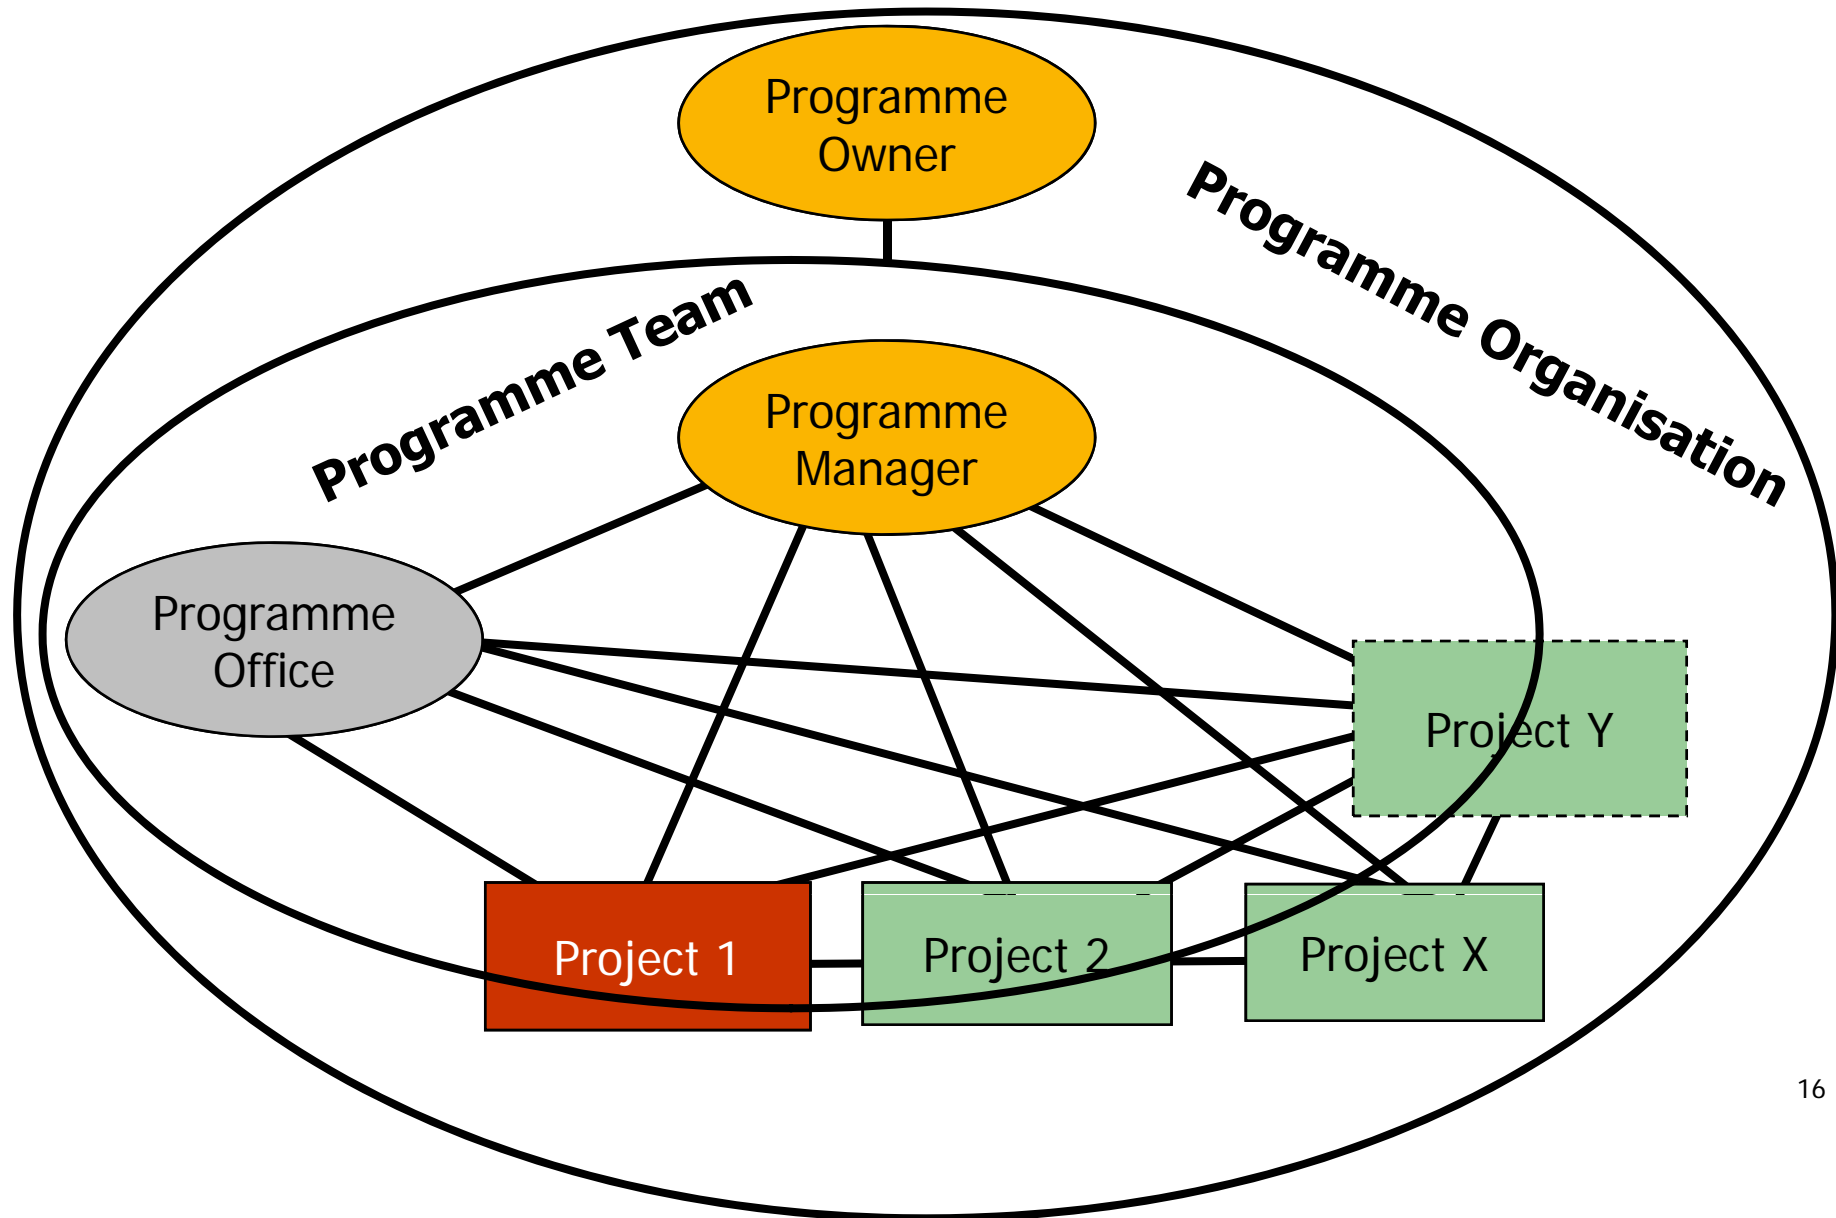 Programme
Owner
Programme Organisation
Programme Team
Programme
Manager
Programme
Office
Project Y
Project 1
Project 2
Project X
16